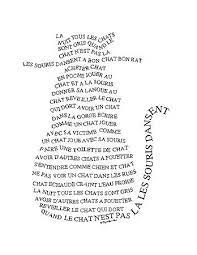 LA
NUIT TOUS LES CHATS
SONT GRIS QUAND LE
CHAT N'EST PAS LA
LES SOURIS DANSENT A BON CHAT BON RAT
ACHETER CHAT
EN POCHE JOUER AU
CHAT ET A LA SOURIS
DONNER SA LANGUE AU
CHAT REVEILLER LE CHAT
QUI DORT AVOIR UN CHAT
DANS LA GORGE ECRIRE
COMME UN CHAT JOUER
AVEC SA VICTIME COMME
UN CHAT AVEC UNE SOURIS
FAIRE UNE TOILETTE DE CHAT
AVOIR D'AUTRES CHATS A FOUETTER
S'ENTENDRE COMME CHIEN ET CHAT
NE PAS VOIR UN CHAT DANS LES RUES
CHAT ECHAUDE CRAINT L'EAU FROIDE
LA NUIT TOUS LES CHATS SONT GRIS
AVOIR D'AUTRES CHATS A FOUETTER
REVEILLER LE CHAT QUI DORT
QUAND LE CHAT N'EST PAS LA LES SOURIS DANSENT